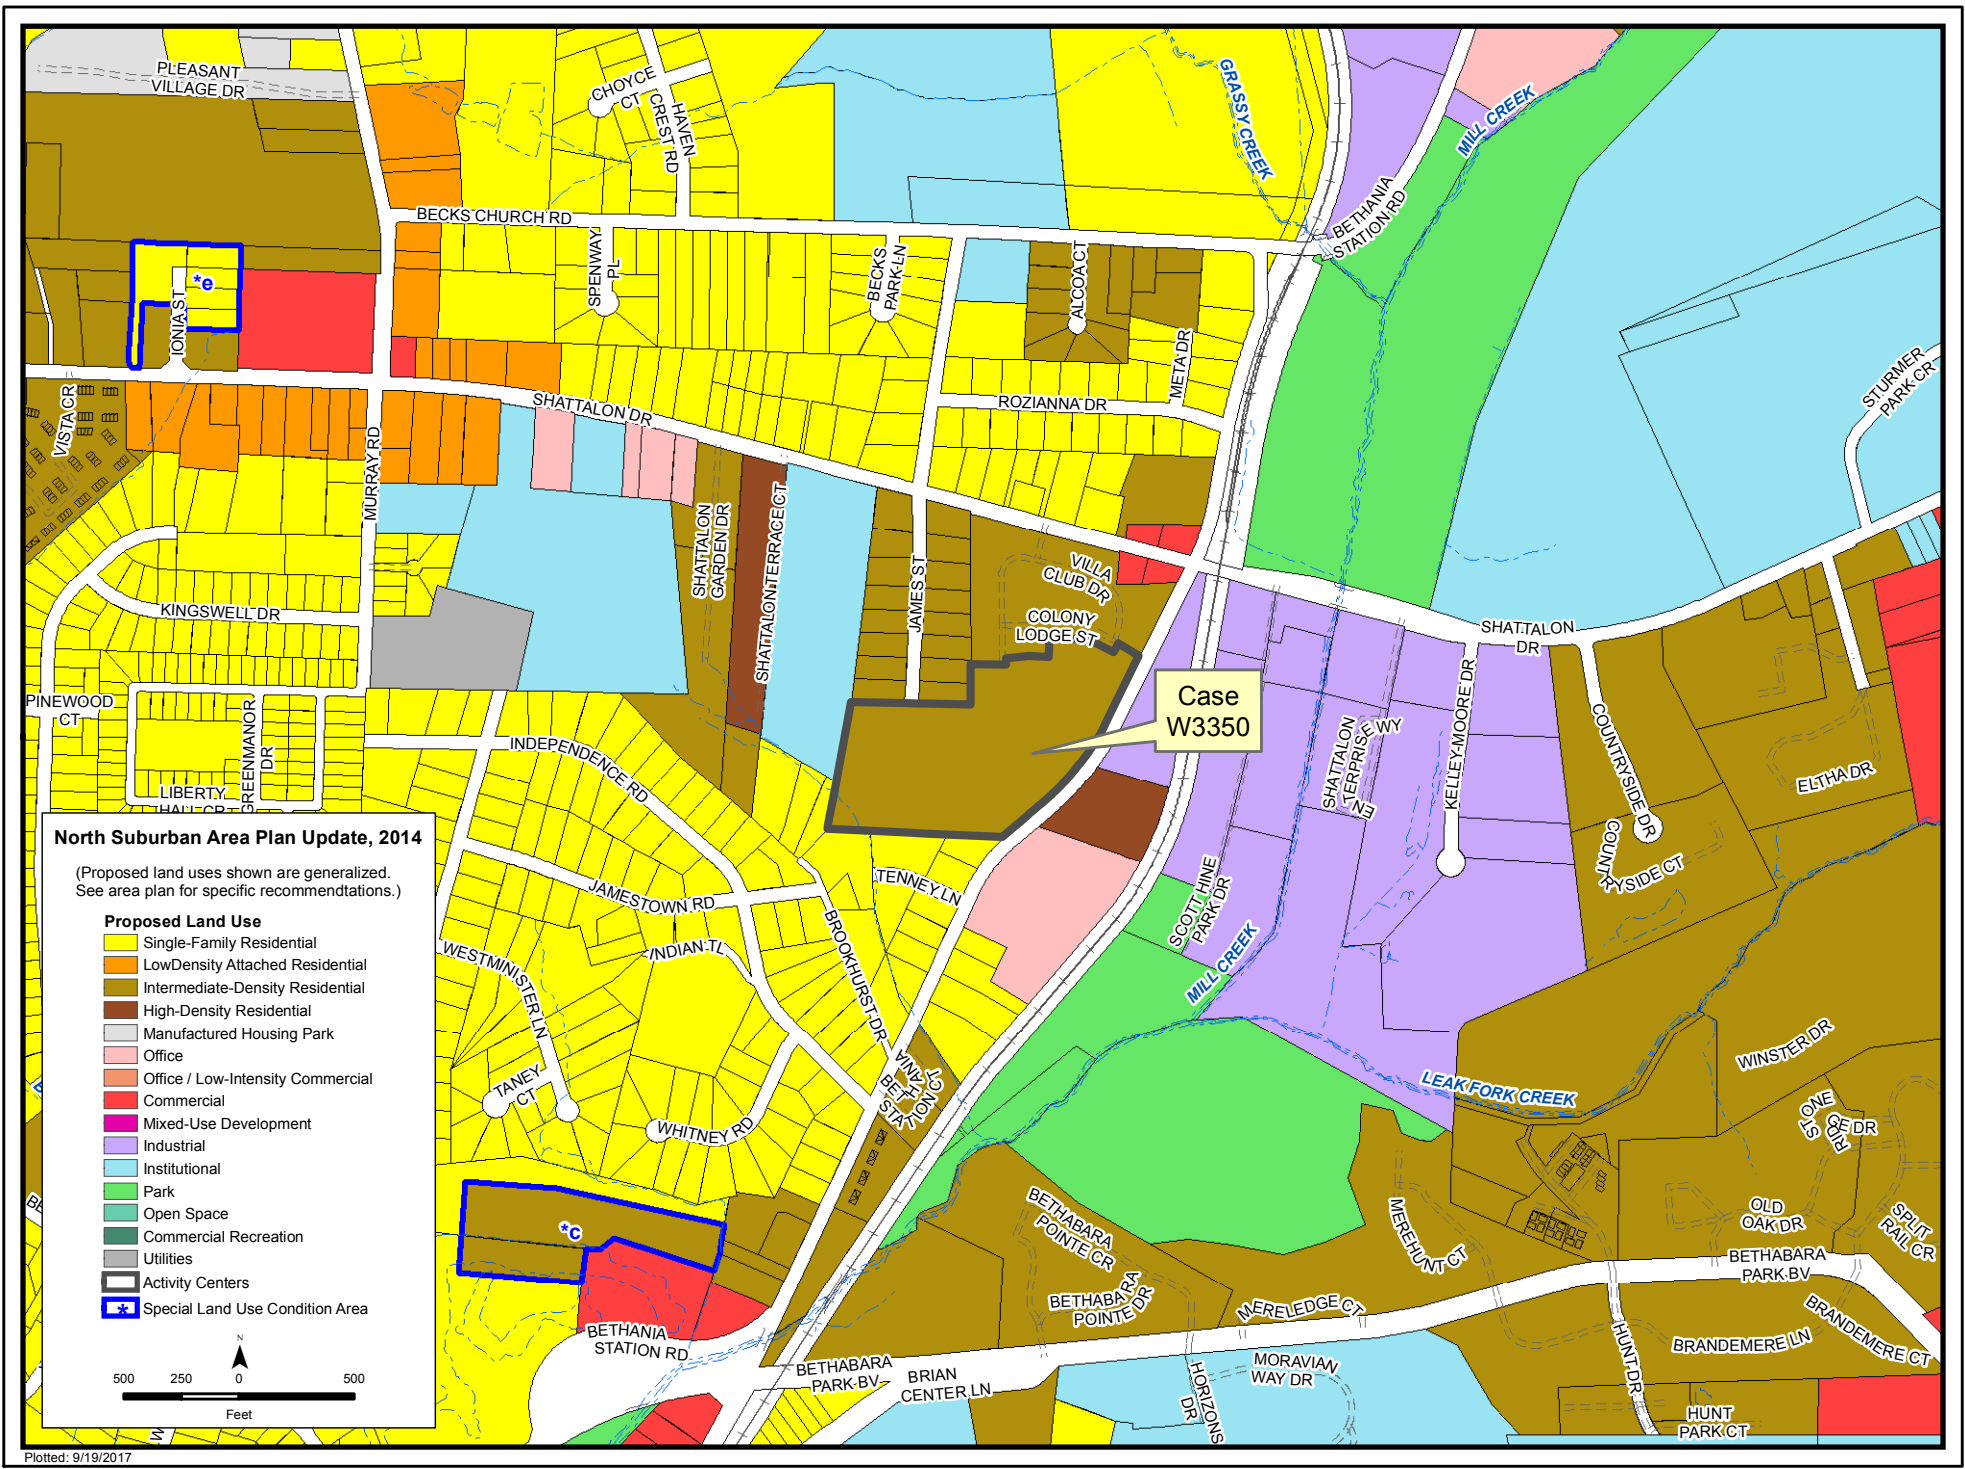 PLEASANT
VILLAGE DR
CHOYCE
CT
HAVEN
CREST RD
GRASSY CREEK
MILL CREEK
BECKS CHURCH RD
BETHANIA
STATION RD
SPENWAY
PL
BECKS
PARK LN
ALCOA CT
META DR
*e
IONIA ST
STURMER
PARK CR
VISTA CR
SHATTALON DR
ROZIANNA DR
MURRAY RD
SHATTALON
GARDEN DR
SHATTALON TERRACE CT
JAMES ST
VILLA
CLUB DR
COLONY
LODGE ST
KINGSWELL DR
SHATTALON
DR
Case
W3350
PINEWOOD
CT
GREENMANOR
DR
LIBERTY
HALL CR
INDEPENDENCE RD
SHATTALON
ENTERPRISE WY
KELLEY-MOORE DR
COUNTRYSIDE DR
ELTHA DR
COUNTRYSIDE CT
JAMESTOWN RD
TENNEY LN
SCOTT HINE
PARK DR
MILL CREEK
INDIAN TL
BROOKHURST DR
WESTMINISTER LN
TANEY
CT
WHITNEY RD
BETHANIA
STATION CT
LEAK FORK CREEK
WINSTER DR
STONE
RIDGE DR
OLD
OAK DR
SPLIT
RAIL CR
MEREHUNT CT
BETHABARA
POINTE CR
BETHABARA
POINTE DR
MERELEDGE CT
BETHABARA
PARK BV
BRANDEMERE LN
BRANDEMERE CT
HUNT DR
HUNT
PARK CT
*c
BETHANIA
STATION RD
BETHABARA
PARK BV
BRIAN
CENTER LN
HORIZONS
DR
MORAVIAN
WAY DR
North Suburban Area Plan Update, 2014
(Proposed land uses shown are generalized.
See area plan for specific recommendtations.)
Proposed Land Use
Single-Family Residential
LowDensity Attached Residential
Intermediate-Density Residential
High-Density Residential
Manufactured Housing Park
Office
Office / Low-Intensity Commercial
Commercial
Mixed-Use Development
Industrial
Institutional
Park
Open Space
Commercial Recreation
Utilities
Activity Centers
* Special Land Use Condition Area
N
500 250 0 500
Feet
Plotted: 9/19/2017